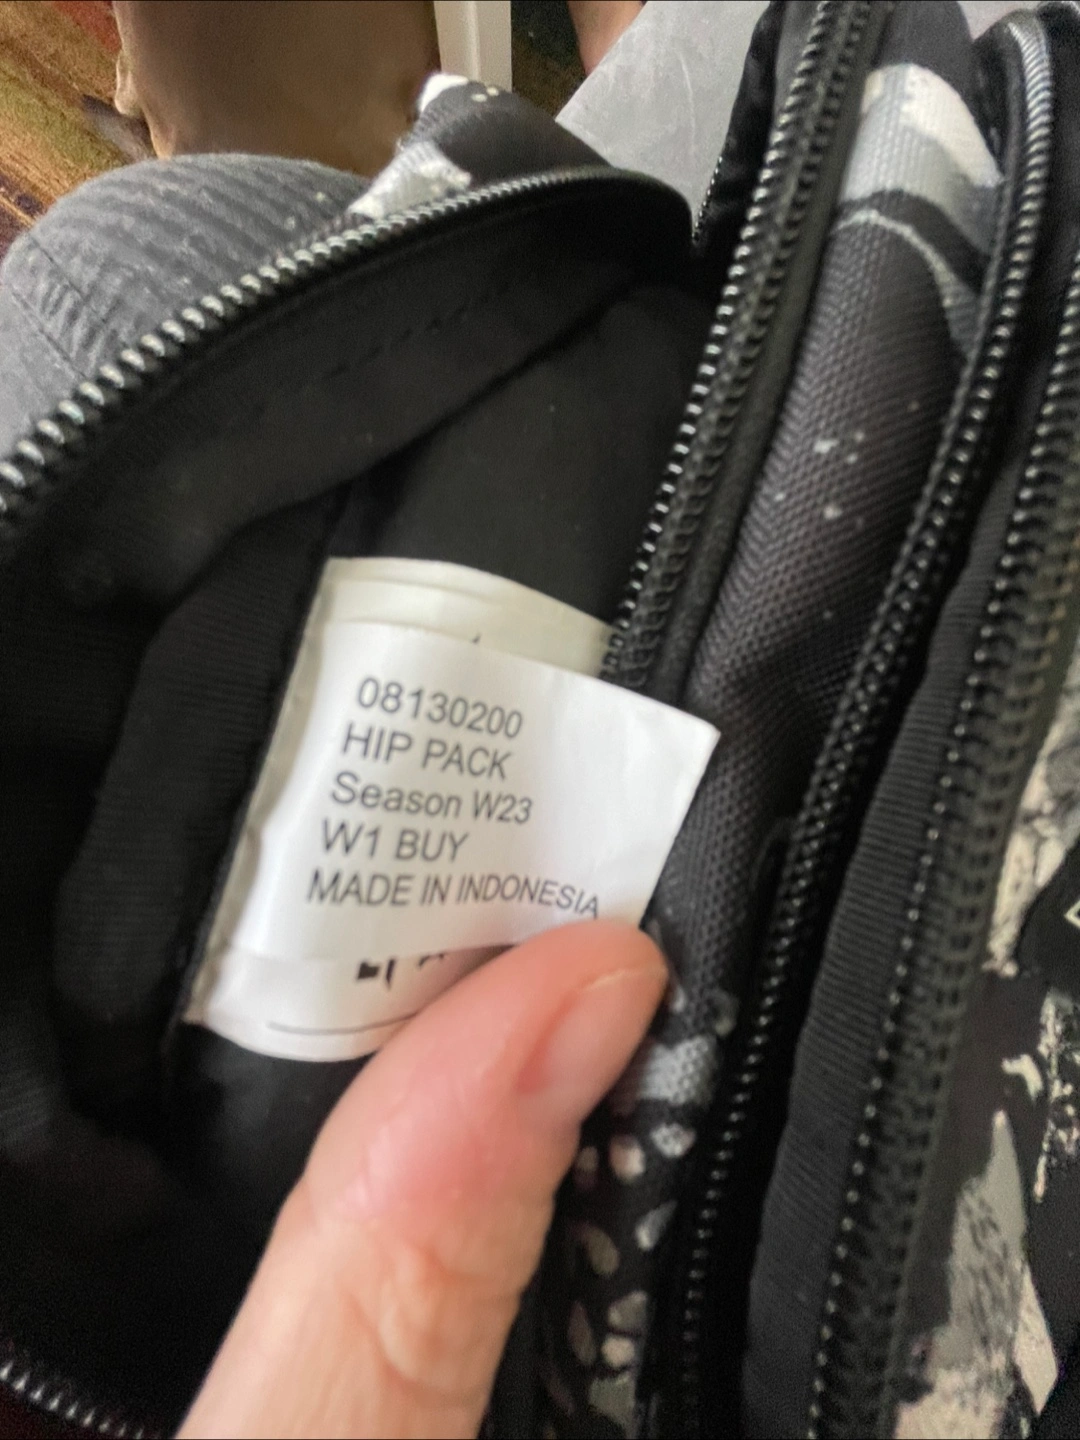 08130200
HIP PACK
Season W23
W1 BUY
MADE IN INDONESIA